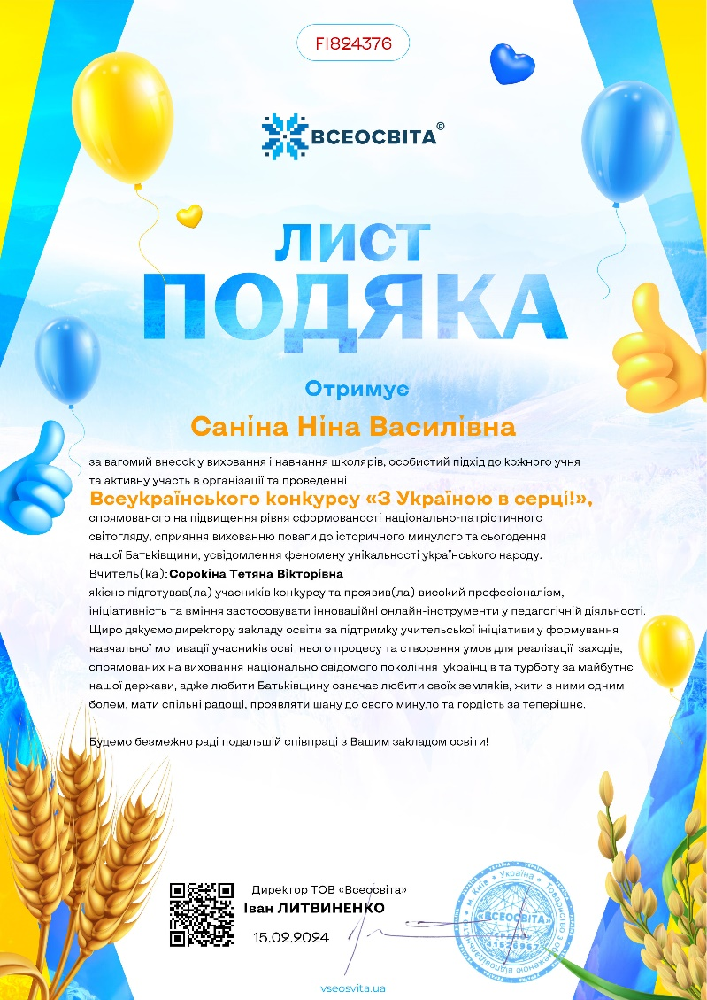 FI824376
ВСЕОСВІТА©
ЛИСТ
ПОДЯКА
Отримує
Саніна Ніна Василівна
за вагомий внесок у виховання і навчання школярів, особистий підхід до кожного учня
та активну участь в організації та проведенні
Всеукраїнського конкурсу «З Україною в серці!»,
спрямованого на підвищення рівня сформованості національно-патріотичного
світогляду, сприяння вихованню поваги до історичного минулого та сьогодення
нашої Батьківщини, усвідомлення феномену унікальності українського народу.
Вчитель(ка): Сорокіна Тетяна Вікторівна
якісно підготував(ла) учасників конкурсу та проявив(ла) високий професіоналізм,
ініціативність та вміння застосовувати інноваційні онлайн-інструменти у педагогічній діяльності.
Щиро дякуємо директору закладу освіти за підтримку учительської ініціативи у формування
навчальної мотивації учасників освітнього процесу та створення умов для реалізації заходів,
спрямованих на виховання національно свідомого покоління українців та турботу за майбутнє
нашої держави, адже любити Батьківщину означає любити своїх земляків, жити з ними одним
болем, мати спільні радощі, проявляти шану до свого минуло та гордість за теперішнє.
Будемо безмежно раді подальшій співпраці з Вашим закладом освіти!
Директор ТОВ «Всеосвіта»
Іван ЛИТВИНЕНКО
15.02.2024
Київ * Україна * Товариство з обмеженою відповідальністю
«ВСЕОСВІТА»
41526967
vseosvita.ua